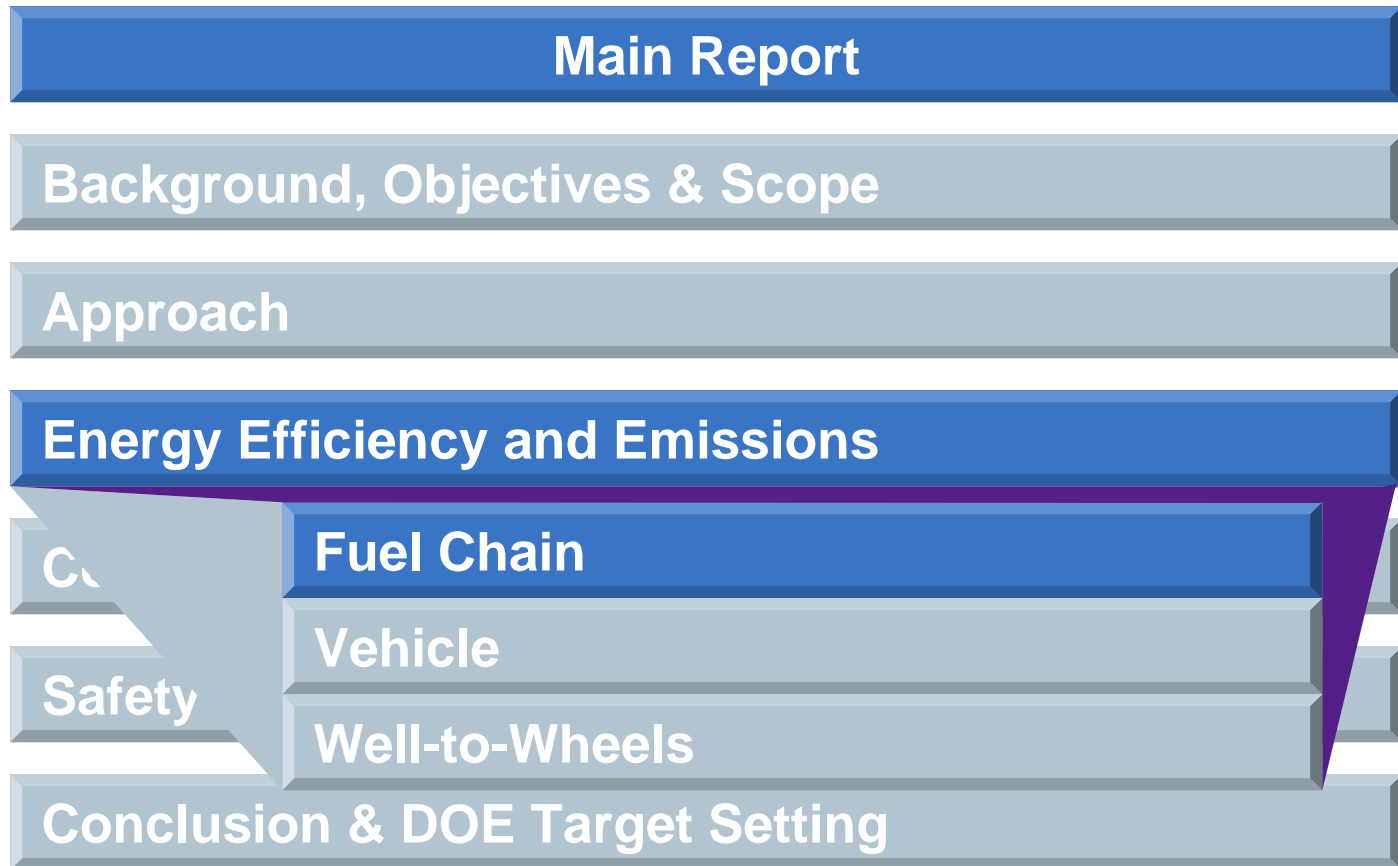 Main Report
Background, Objectives & Scope
Approach
Energy Efficiency and Emissions
Fuel Chain
Vehicle
Safety
Well-to-Wheels
Conclusion & DOE Target Setting